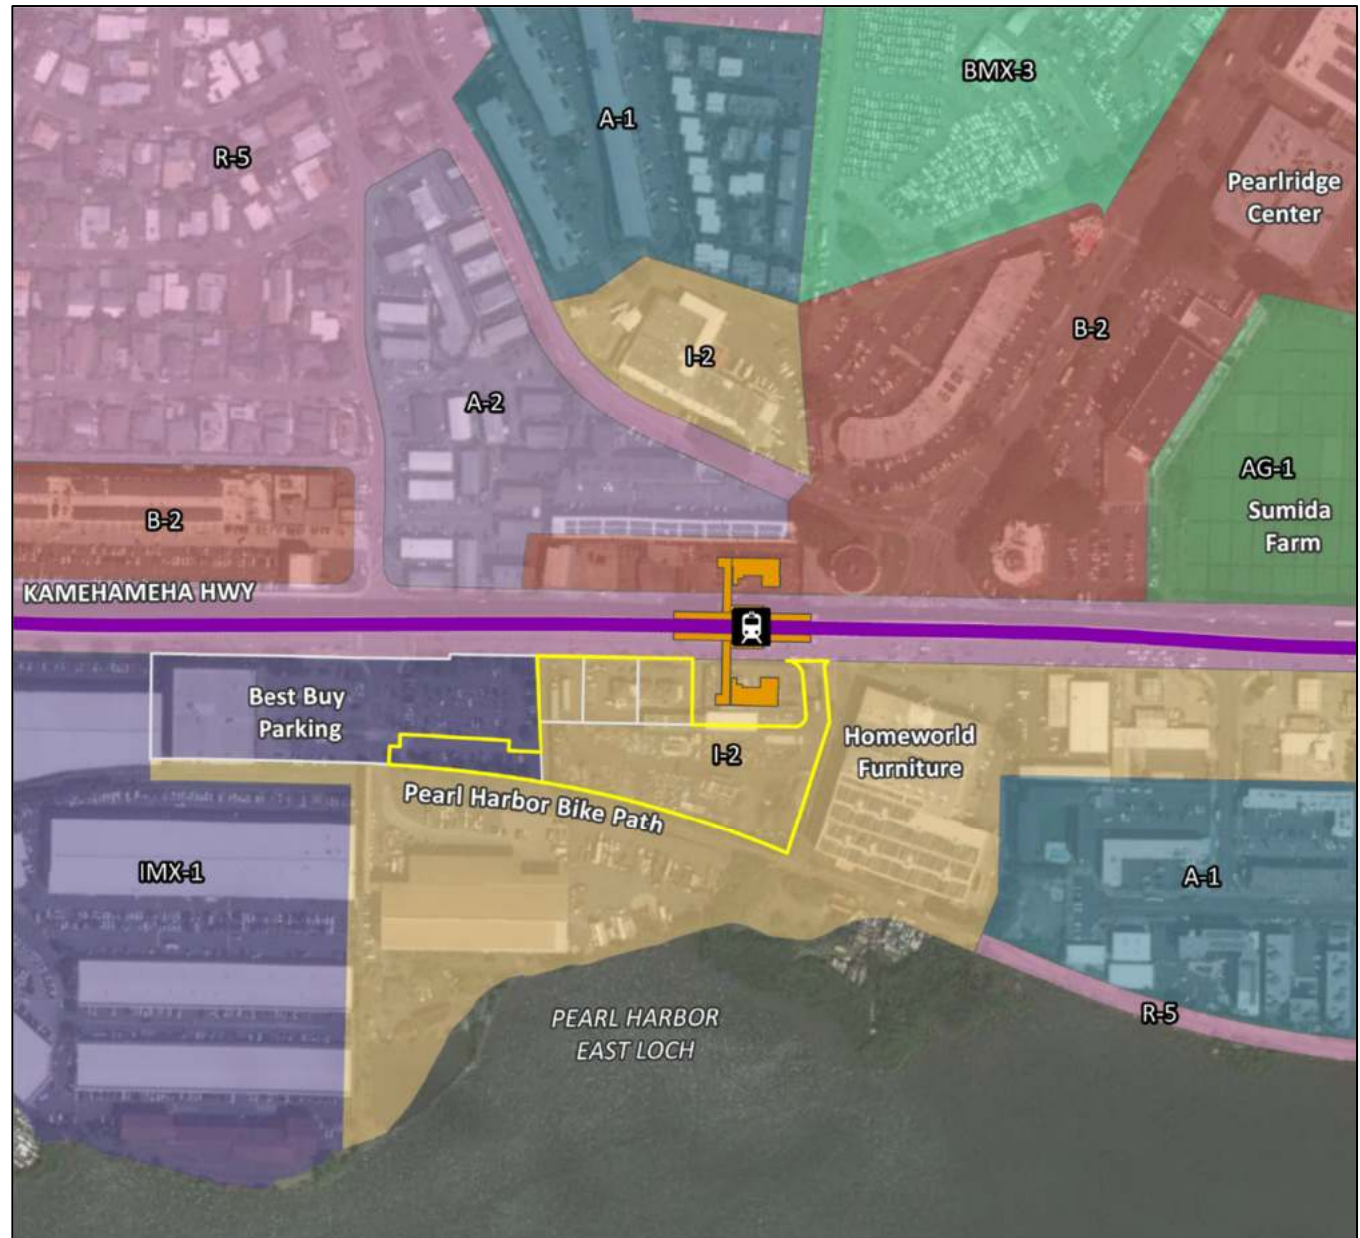 BMX-3
A-1
R-5
Pearlridge
Center
B-2
I-2
A-2
AG-1
Sumida
Farm
B-2
KAMEHAMEHA HWY
Best Buy
Parking
Homeworld
Furniture
I-2
Pearl Harbor Bike Path
IMX-1
A-1
R-5
PEARL HARBOR
EAST LOCH